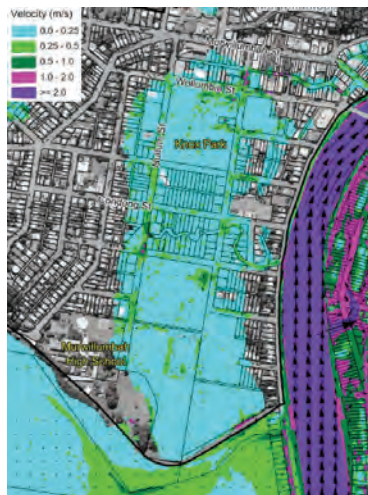 Velocity (m/s)
0.0 - 0.25
0.25 - 0.5
0.5 - 1.0
1.0 - 2.0
>= 2.0
Wollumbin St
Knox Park
Murwillumbah
High School